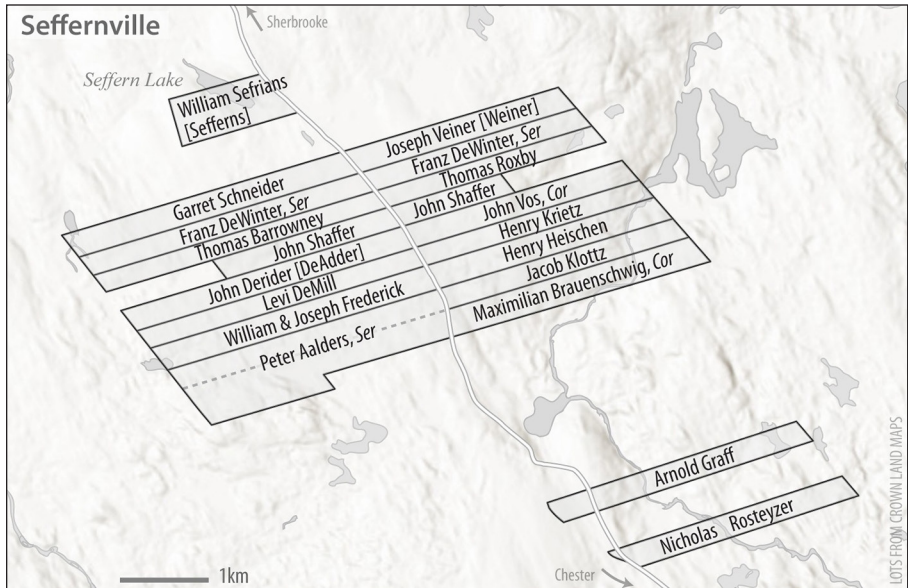 Seffernville
Sherbrooke
Seffern Lake
William Sefrians
[Sefferns]
Joseph Veiner [Weiner]
Franz DeWinter, Ser
Thomas Roxby
John Shaffer
John Vos, Cor
Henry Krietz
Henry Heischen
Jacob Klottz
Maximilian Brauenschwig, Cor
Garret Schneider
Franz DeWinter, Ser
Thomas Barrowney
John Shaffer
John Derider [DeAdder]
Levi DeMill
William & Joseph Frederick
Peter Aalders, Ser
Arnold Graff
Nicholas Rosteyzer
Chester
1km
LOTS FROM CROWN LAND MAPS